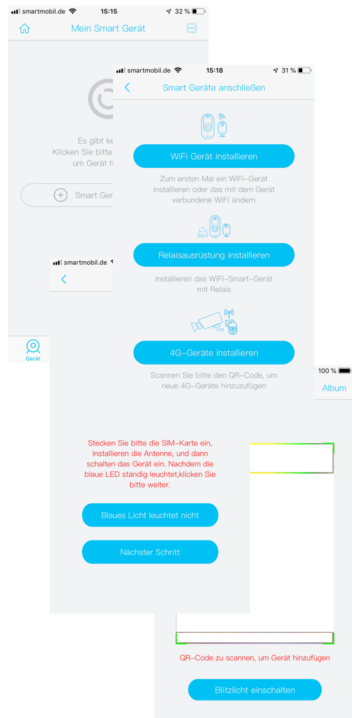 smartmobil.de 15:15 32 %
Mein Smart Gerät
Es gibt ke
Klicken Sie bitte
um Gerät h
Smart Ger
Gerät
smartmobil.de 15:18 31 %
Smart Geräte anschließen
WiFi Gerät installieren
Zum ersten Mal ein WiFi-Gerät
installieren oder das mit dem Gerät
verbundene WiFi ändern
Relaisausrüstung installieren
Installieren das WiFi-Smart-Gerät
mit Relais
4G-Geräte installieren
Scannen Sie bitte den QR-Code, um
neue 4G-Geräte hinzuzufügen
smartmobil.de
Stecken Sie bitte die SIM-Karte ein,
installieren die Antenne, und dann
schalten das Gerät ein. Nachdem die
blaue LED ständig leuchtet,klicken Sie
bitte weiter.
Blaues Licht leuchtet nicht
Nächster Schritt
100 %
Album
QR-Code zu scannen, um Gerät hinzufügen
Blitzlicht einschalten